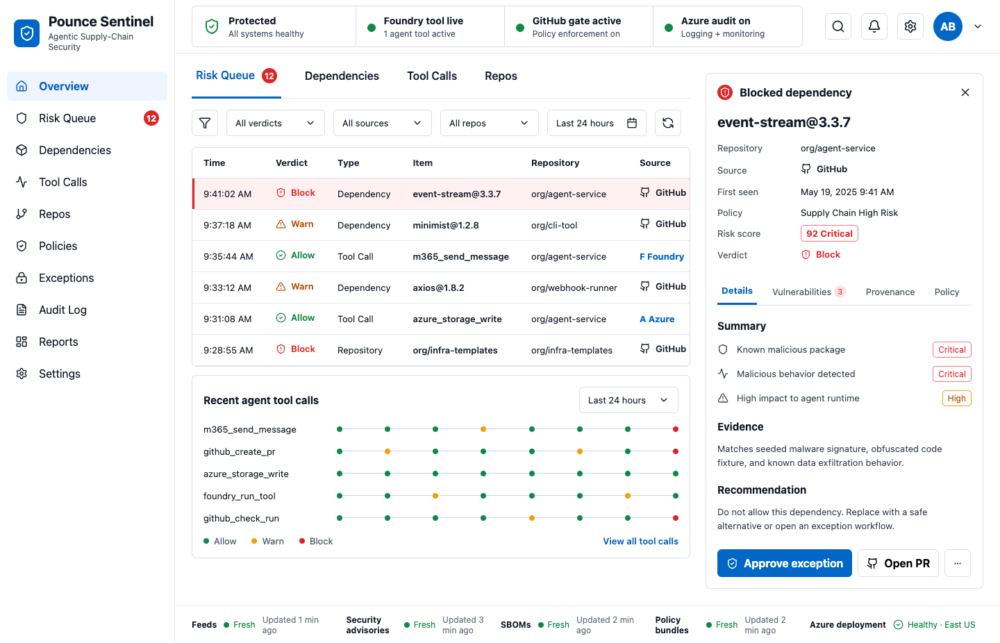 Pounce Sentinel
Agentic Supply-Chain
Security
Overview
Risk Queue 12
Dependencies
Tool Calls
Repos
Policies
Exceptions
Audit Log
Reports
Settings
Protected
All systems healthy
Foundry tool live
1 agent tool active
GitHub gate active
Policy enforcement on
Azure audit on
Logging + monitoring
AB
Risk Queue 12 Dependencies Tool Calls Repos
All verdicts All sources All repos Last 24 hours
Time Verdict Type Item Repository Source
9:41:02 AM Block Dependency event-stream@3.3.7 org/agent-service GitHub
9:37:18 AM Warn Dependency minimist@1.2.8 org/cli-tool GitHub
9:35:44 AM Allow Tool Call m365_send_message org/agent-service F Foundry
9:33:12 AM Warn Dependency axios@1.8.2 org/webhook-runner GitHub
9:31:08 AM Allow Tool Call azure_storage_write org/agent-service A Azure
9:28:55 AM Block Repository org/infra-templates org/infra-templates GitHub
Recent agent tool calls Last 24 hours
m365_send_message
github_create_pr
azure_storage_write
foundry_run_tool
github_check_run
Allow Warn Block View all tool calls
Blocked dependency
event-stream@3.3.7
Repository org/agent-service
Source GitHub
First seen May 19, 2025 9:41 AM
Policy Supply Chain High Risk
Risk score 92 Critical
Verdict Block
Details Vulnerabilities 3 Provenance Policy
Summary
Known malicious package Critical
Malicious behavior detected Critical
High impact to agent runtime High
Evidence
Matches seeded malware signature, obfuscated code
fixture, and known data exfiltration behavior.
Recommendation
Do not allow this dependency. Replace with a safe
alternative or open an exception workflow.
Approve exception Open PR ...
Feeds Fresh Updated 1 min
ago
Security
advisories Fresh Updated 3
min ago
SBOMs Fresh Updated 2 min
ago
Policy
bundles Fresh Updated 2
min ago
Azure deployment Healthy · East US